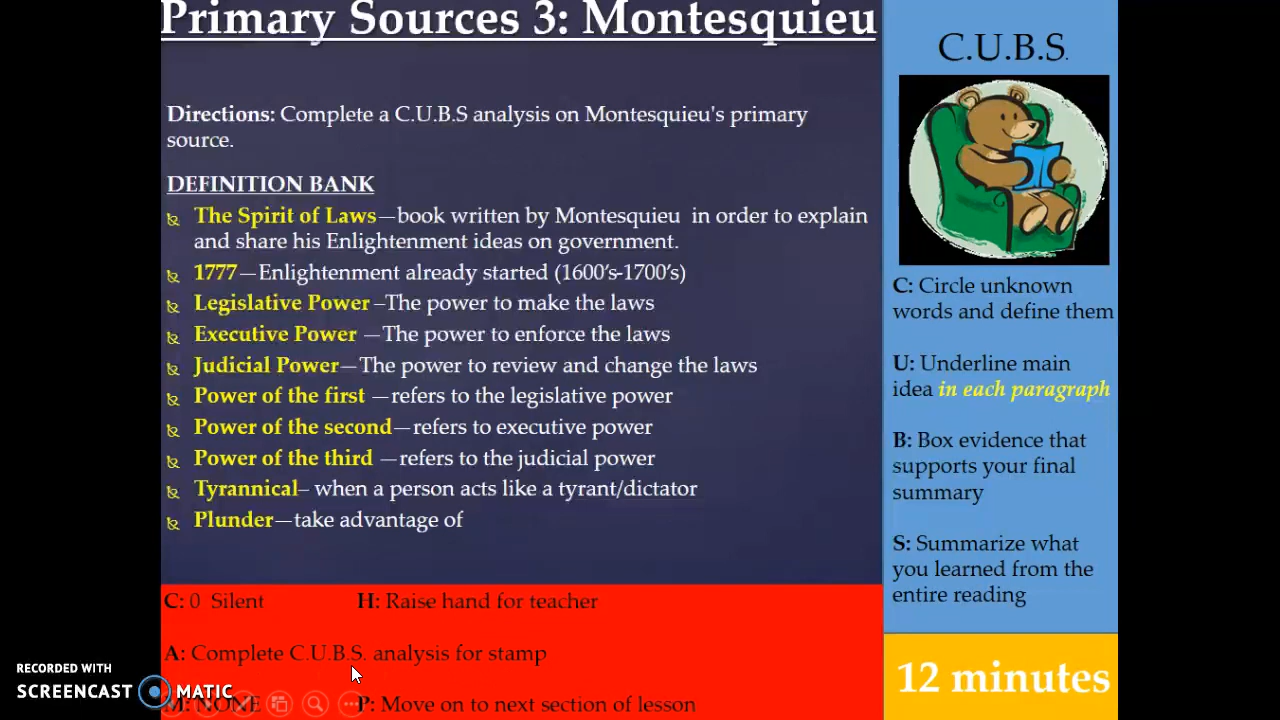 Primary Sources 3: Montesquieu
Directions: Complete a C.U.B.S analysis on Montesquieu's primary
source.
DEFINITION BANK
The Spirit of Laws—book written by Montesquieu in order to explain
and share his Enlightenment ideas on government.
1777—Enlightenment already started (1600's-1700's)
Legislative Power –The power to make the laws
Executive Power —The power to enforce the laws
Judicial Power—The power to review and change the laws
Power of the first —refers to the legislative power
Power of the second—refers to executive power
Power of the third —refers to the judicial power
Tyrannical– when a person acts like a tyrant/dictator
Plunder—take advantage of
C: 0 Silent H: Raise hand for teacher
A: Complete C.U.B.S. analysis for stamp
M: NONE P: Move on to next section of lesson
C.U.B.S.
C: Circle unknown
words and define them
U: Underline main
idea in each paragraph
B: Box evidence that
supports your final
summary
S: Summarize what
you learned from the
entire reading
12 minutes
RECORDED WITH
SCREENCAST MATIC